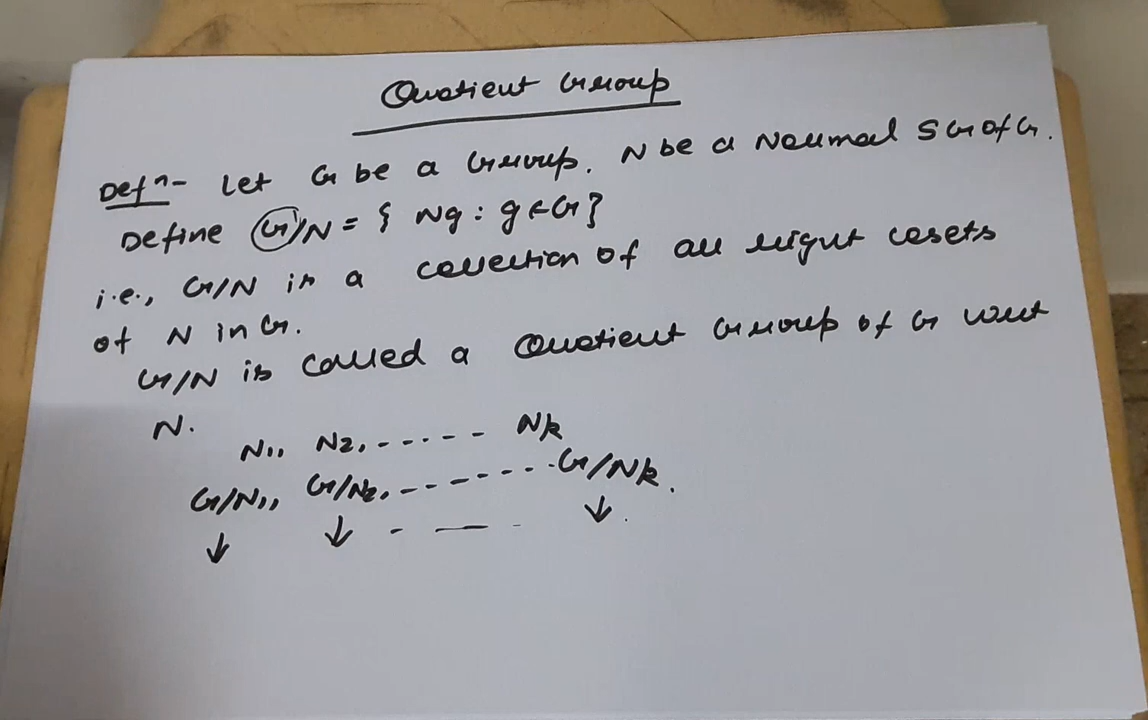 Quotient Group
Defn- Let G be a Group. N be a Normal SG of G.
Define G/N = { Ng : g ∈ G }
i.e., G/N is a collection of all right cosets
of N in G.
G/N is called a Quotient Group of G wrt
N.
N1, N2, ----- Nk
G/N1, G/N2, ------- G/Nk.
↓ ↓ - — - ↓.